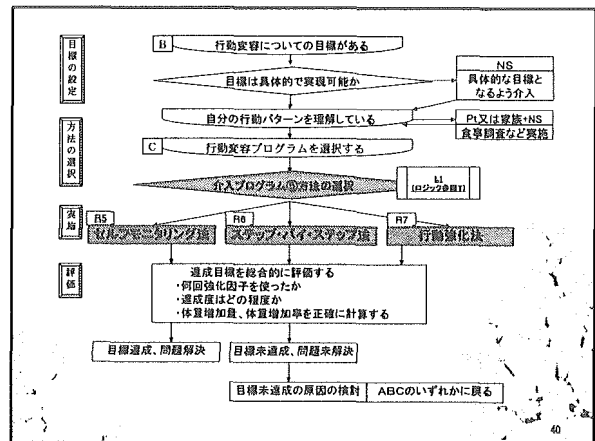 目標の設定
B
行動変容についての目標がある
目標は具体的で実現可能か
NS
具体的な目標と
なるよう介入
自分の行動パターンを理解している
Pt又は家族+NS
食事調査など実施
方法の選択
C
行動変容プログラムを選択する
介入プログラム⑤方法の選択
実施
R5
セルフモニタリング法
R6
ステップ・バイ・ステップ法
R7
行動強化法
評価
達成目標を総合的に評価する
・何回強化因子を使ったか
・達成度はどの程度か
・体重増加量、体重増加率を正確に計算する
目標達成、問題解決
目標未達成、問題未解決
目標未達成の原因の検討
ABCのいずれかに戻る
40